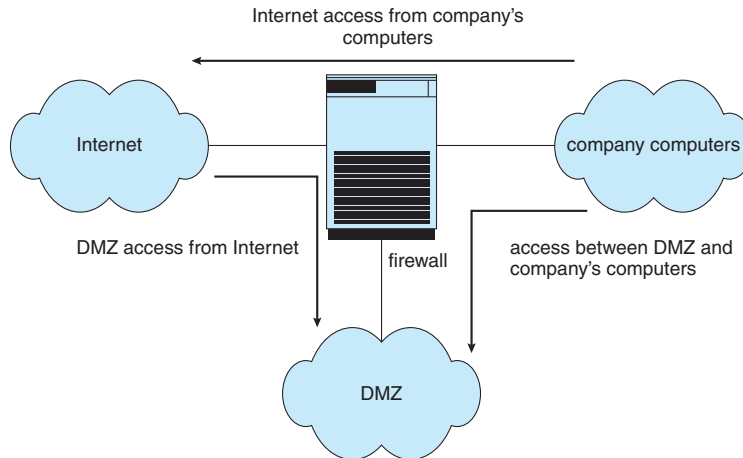 Internet access from company’s
computers
Internet
company computers
DMZ access from Internet
firewall
access between DMZ and
company’s computers
DMZ